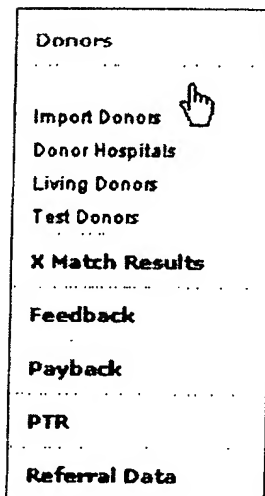 Donors
Import Donors
Donor Hospitals
Living Donors
Test Donors
X Match Results
Feedback
Payback
PTR
Referral Data